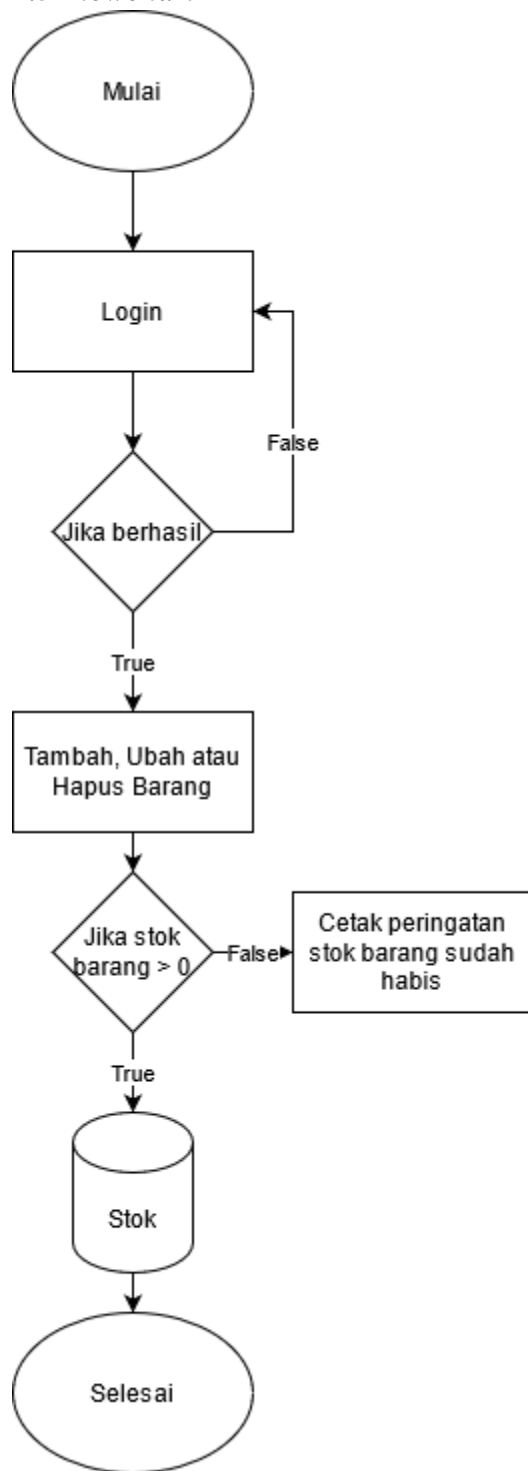 Mulai
Login
False
Jika berhasil
True
Tambah, Ubah atau
Hapus Barang
Jika stok
barang > 0
False
Cetak peringatan
stok barang sudah
habis
True
Stok
Selesai